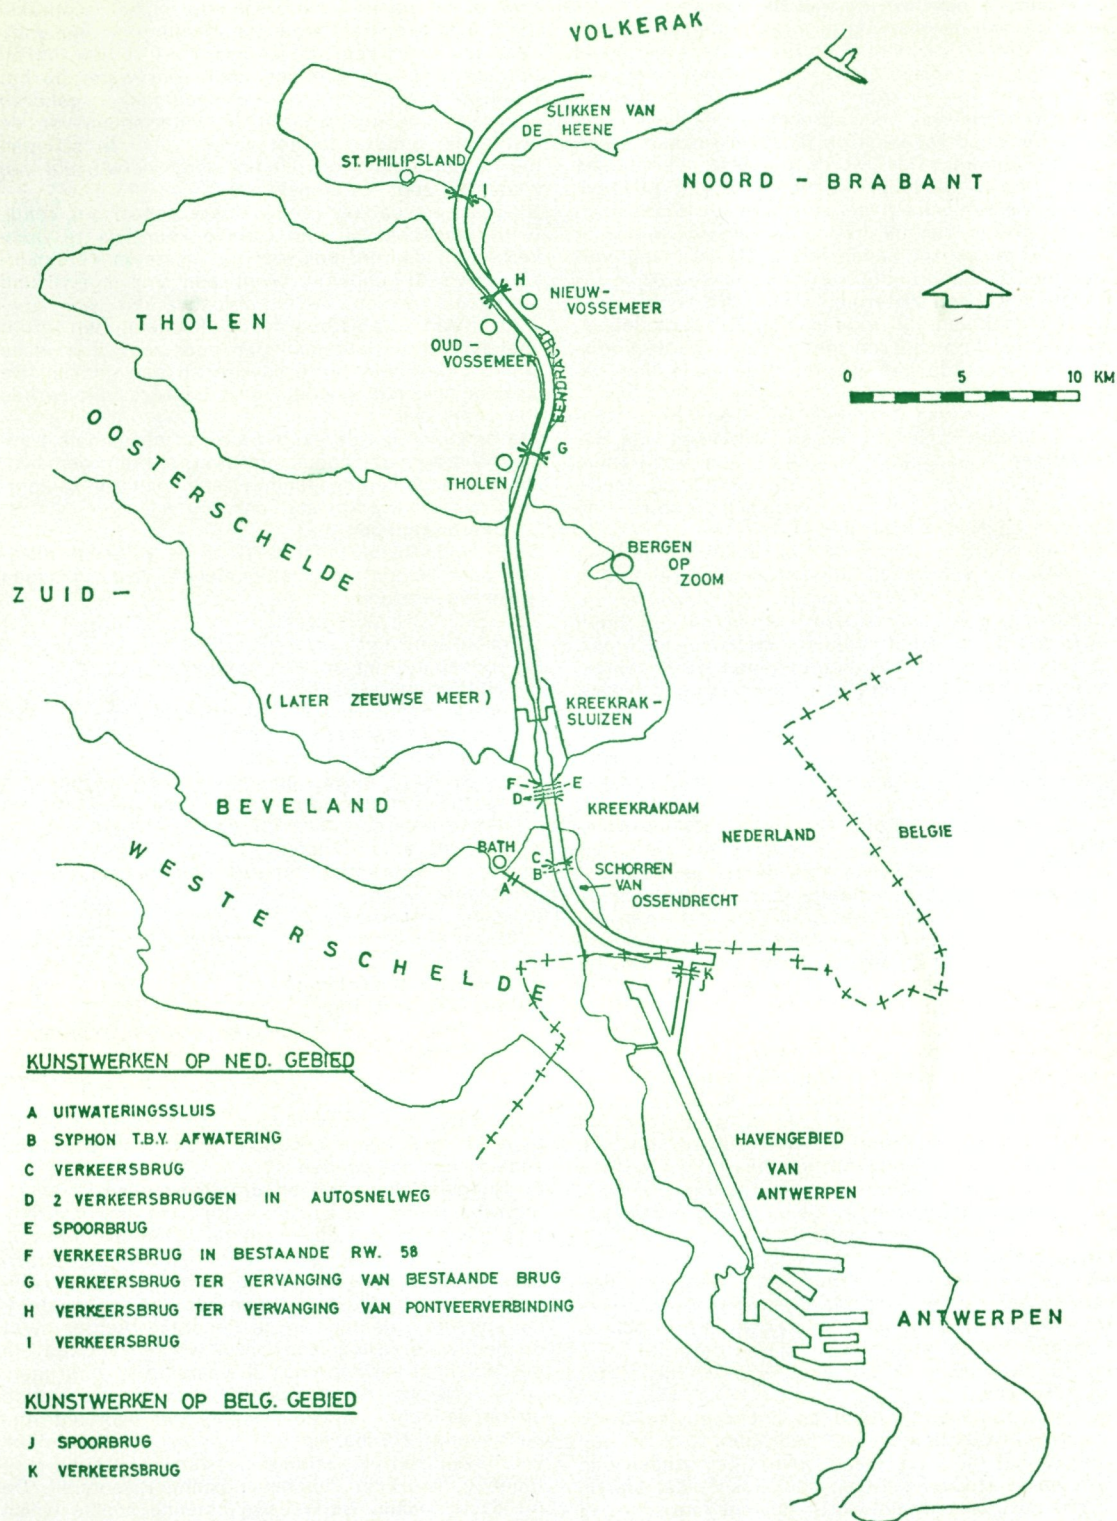 VOLKERAK
SLIKKEN VAN
DE HEENE
ST. PHILIPSLAND
I
NOORD - BRABANT
H
NIEUW-
VOSSEMEER
THOLEN
OUD -
VOSSEMEER
EENDRACHT
0 5 10 KM
OOSTERSCHELDE
G
THOLEN
BERGEN
OP
ZOOM
ZUID -
( LATER ZEEUWSE MEER )
KREEKRAK -
SLUIZEN
F E
D
BEVELAND
KREEKRAKDAM
NEDERLAND BELGIE
WESTERSCHELDE
BATH
C
B
A
SCHORREN
VAN
OSSENDRECHT
K
J
KUNSTWERKEN OP NED. GEBIED
A UITWATERINGSSLUIS
B SYPHON T.B.V. AFWATERING
C VERKEERSBRUG
D 2 VERKEERSBRUGGEN IN AUTOSNELWEG
E SPOORBRUG
F VERKEERSBRUG IN BESTAANDE RW. 58
G VERKEERSBRUG TER VERVANGING VAN BESTAANDE BRUG
H VERKEERSBRUG TER VERVANGING VAN PONTVEERVERBINDING
I VERKEERSBRUG
HAVENGEBIED
VAN
ANTWERPEN
ANTWERPEN
KUNSTWERKEN OP BELG. GEBIED
J SPOORBRUG
K VERKEERSBRUG